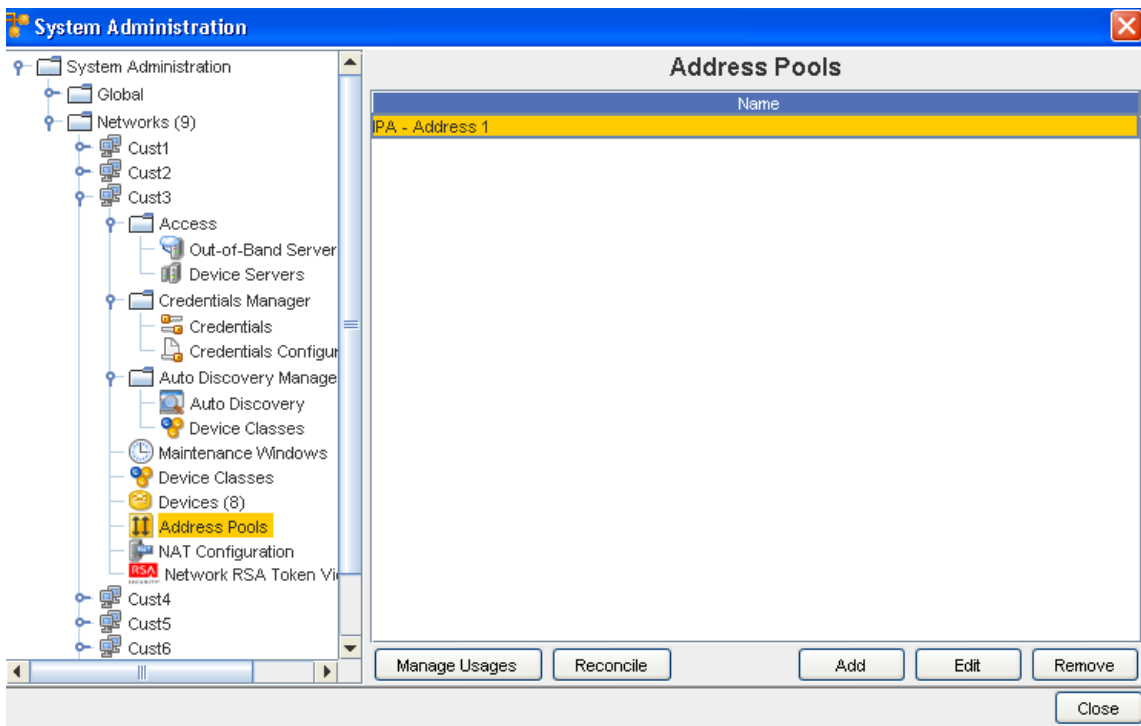 System Administration
System Administration
Address Pools
Global
Name
Networks (9)
IPA - Address 1
Cust1
Cust2
Cust3
Access
Out-of-Band Server
Device Servers
Credentials Manager
Credentials
Credentials Configur
Auto Discovery Manage
Auto Discovery
Device Classes
Maintenance Windows
Device Classes
Devices (8)
Address Pools
NAT Configuration
RSA
Network RSA Token Vi
Cust4
Cust5
Cust6
Manage Usages Reconcile Add Edit Remove
Close